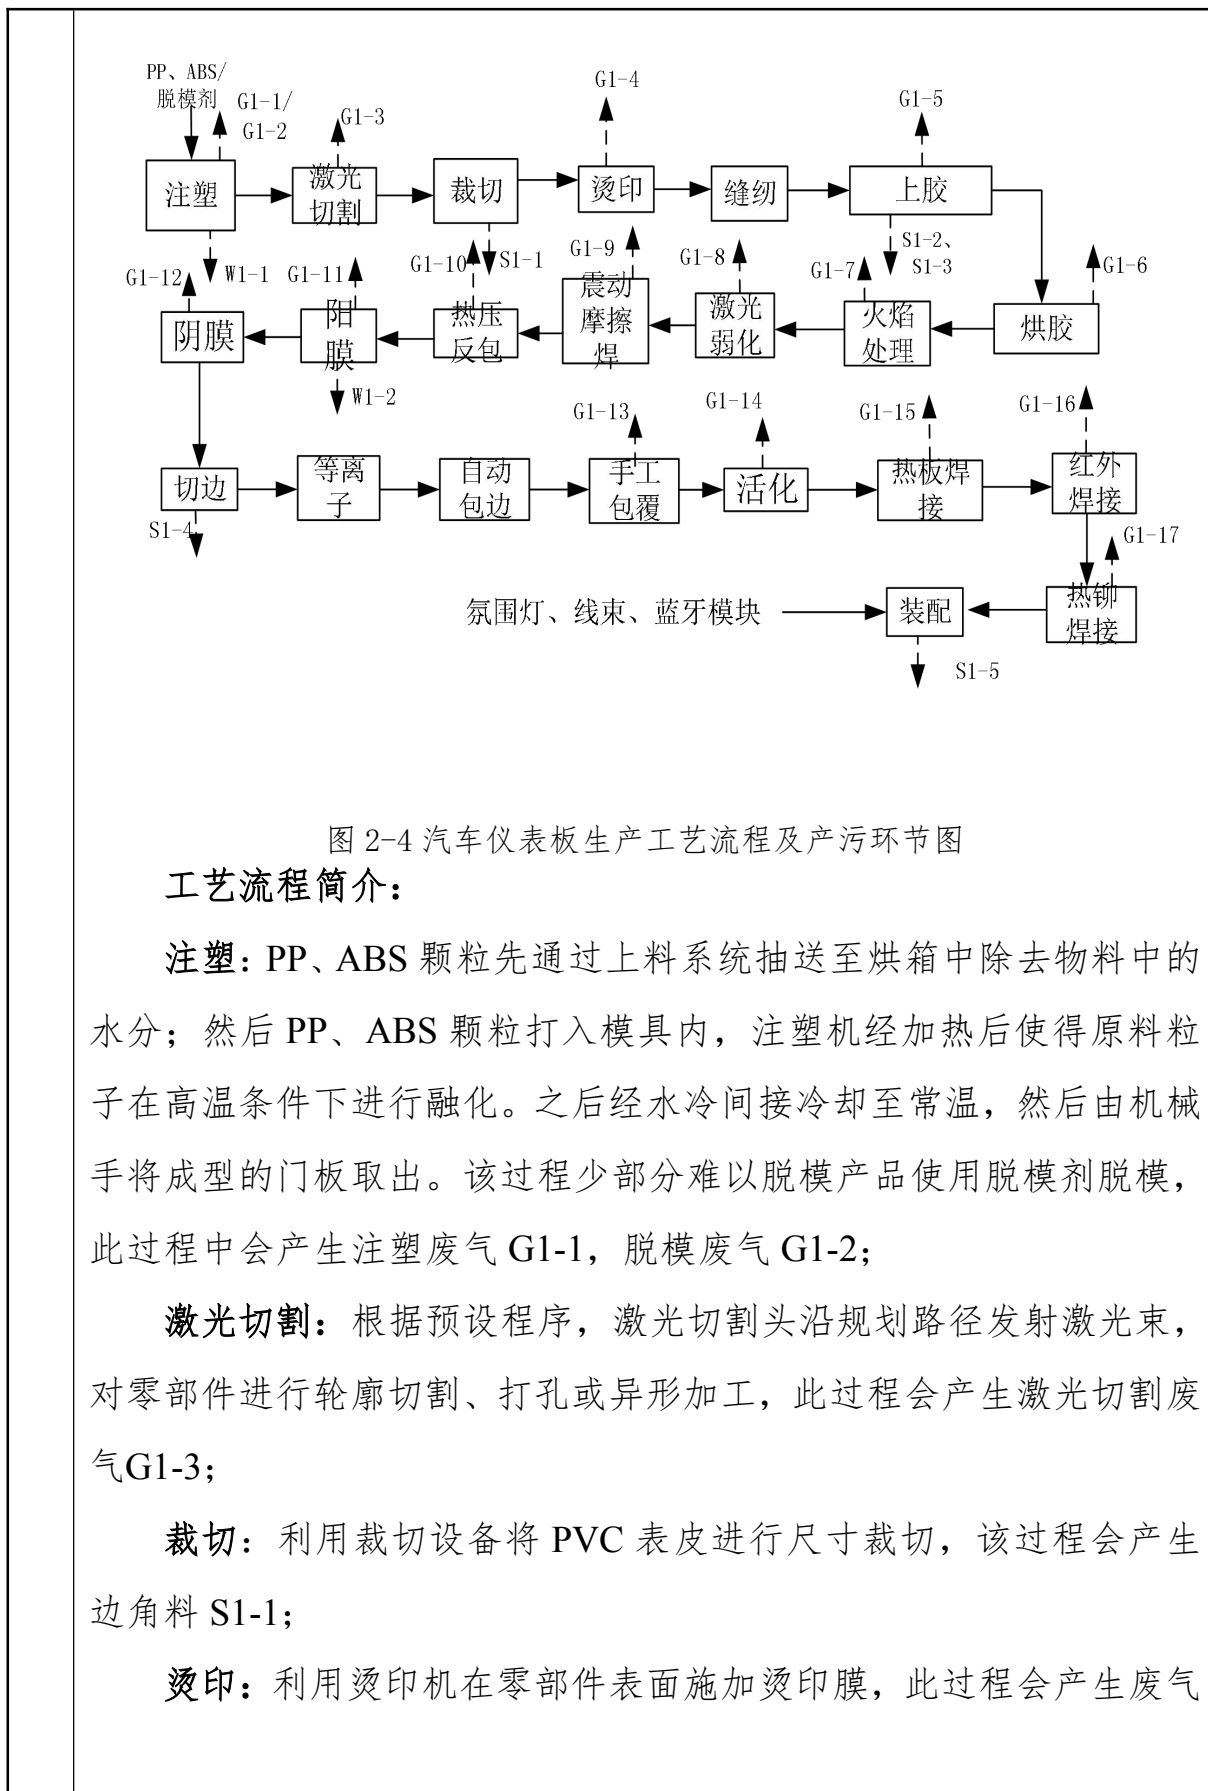 PP、ABS/
脱模剂
G1-1/
G1-2
G1-3
G1-4
G1-5
注塑
激光
切割
裁切
烫印
缝纫
上胶
W1-1
S1-1
S1-2、
S1-3
G1-12
G1-11
G1-10
G1-9
G1-8
G1-7
G1-6
阴膜
阳
膜
热压
反包
震动
摩擦
焊
激光
弱化
火焰
处理
烘胶
W1-2
G1-13
G1-14
G1-15
G1-16
切边
等离
子
自动
包边
手工
包覆
活化
热板焊
接
红外
焊接
S1-4
G1-17
氛围灯、线束、蓝牙模块
装配
热铆
焊接
S1-5
图 2-4 汽车仪表板生产工艺流程及产污环节图
工艺流程简介：
注塑：PP、ABS 颗粒先通过上料系统抽送至烘箱中除去物料中的
水分；然后 PP、ABS 颗粒打入模具内，注塑机经加热后使得原料粒
子在高温条件下进行融化。之后经水冷间接冷却至常温，然后由机械
手将成型的门板取出。该过程少部分难以脱模产品使用脱模剂脱模，
此过程中会产生注塑废气 G1-1，脱模废气 G1-2；
激光切割：根据预设程序，激光切割头沿规划路径发射激光束，
对零部件进行轮廓切割、打孔或异形加工，此过程会产生激光切割废
气G1-3；
裁切：利用裁切设备将 PVC 表皮进行尺寸裁切，该过程会产生
边角料 S1-1；
烫印：利用烫印机在零部件表面施加烫印膜，此过程会产生废气